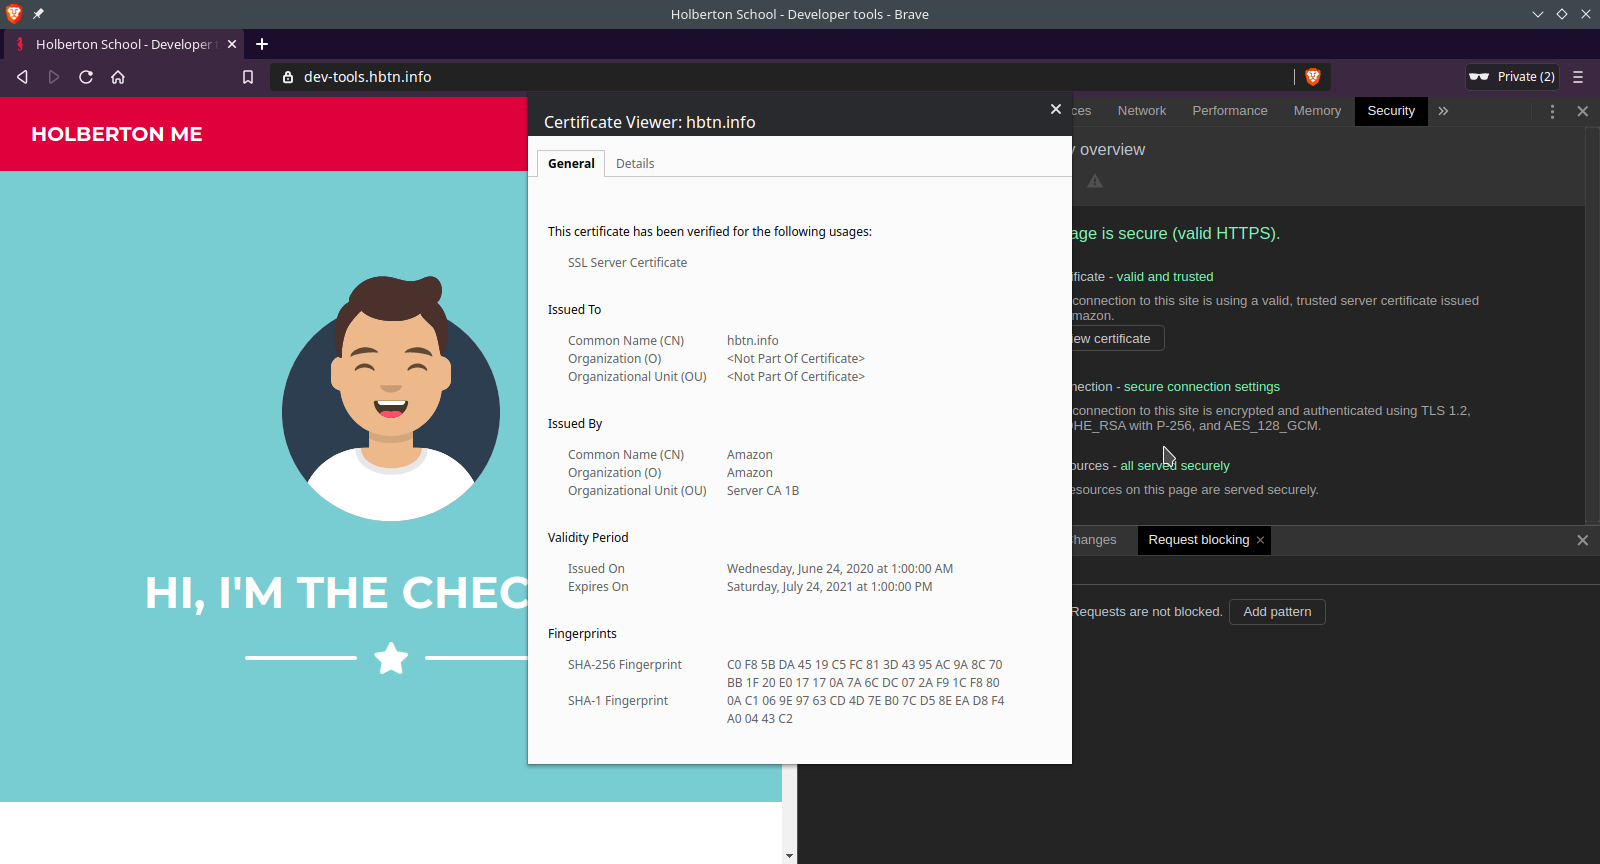 Holberton School - Developer tools - Brave
Holberton School - Developer t
dev-tools.hbtn.info
Private (2)
HOLBERTON ME
HI, I'M THE CHEC
Certificate Viewer: hbtn.info
General Details
This certificate has been verified for the following usages:
SSL Server Certificate
Issued To
Common Name (CN) hbtn.info
Organization (O) <Not Part Of Certificate>
Organizational Unit (OU) <Not Part Of Certificate>
Issued By
Common Name (CN) Amazon
Organization (O) Amazon
Organizational Unit (OU) Server CA 1B
Validity Period
Issued On Wednesday, June 24, 2020 at 1:00:00 AM
Expires On Saturday, July 24, 2021 at 1:00:00 PM
Fingerprints
SHA-256 Fingerprint C0 F8 5B DA 45 19 C5 FC 81 3D 43 95 AC 9A 8C 70
BB 1F 20 E0 17 17 0A 7A 6C DC 07 2A F9 1C F8 80
SHA-1 Fingerprint 0A C1 06 9E 97 63 CD 4D 7E B0 7C D5 8E EA D8 F4
A0 04 43 C2
ces Network Performance Memory Security »
y overview
age is secure (valid HTTPS).
ificate - valid and trusted
connection to this site is using a valid, trusted server certificate issued
mazon.
iew certificate
nection - secure connection settings
connection to this site is encrypted and authenticated using TLS 1.2,
DHE_RSA with P-256, and AES_128_GCM.
ources - all served securely
esources on this page are served securely.
hanges Request blocking
Requests are not blocked. Add pattern